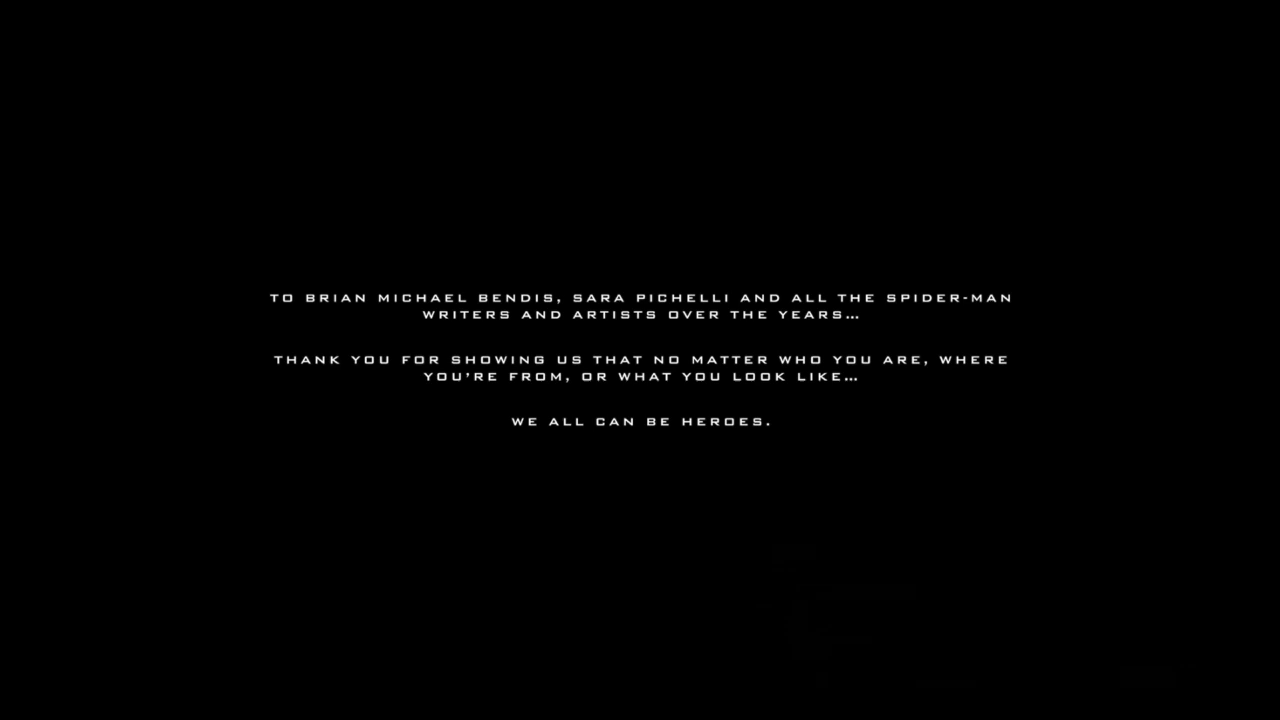 TO BRIAN MICHAEL BENDIS, SARA PICHELLI AND ALL THE SPIDER-MAN
WRITERS AND ARTISTS OVER THE YEARS...
THANK YOU FOR SHOWING US THAT NO MATTER WHO YOU ARE, WHERE
YOU'RE FROM, OR WHAT YOU LOOK LIKE...
WE ALL CAN BE HEROES.